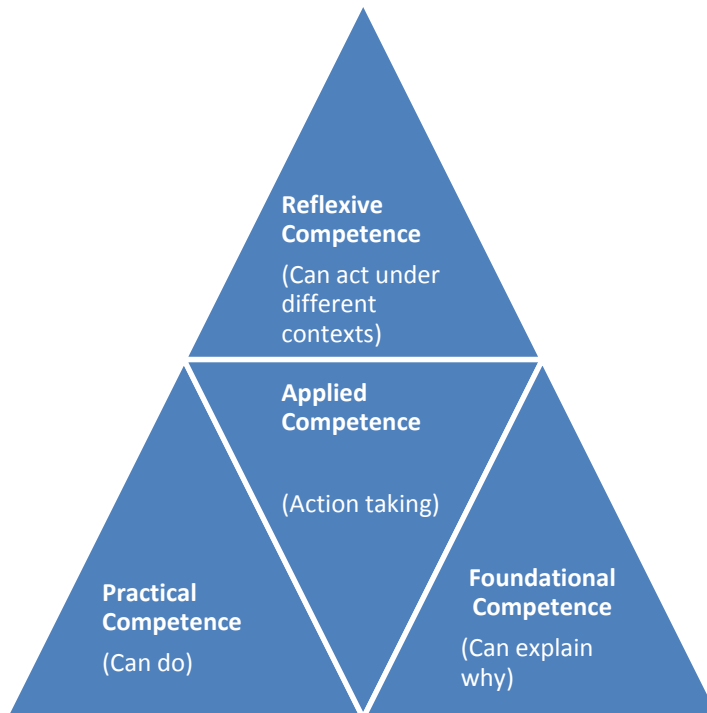 Reflexive
Competence
(Can act under
different
contexts)
Applied
Competence
(Action taking)
Practical
Competence
(Can do)
Foundational
Competence
(Can explain
why)